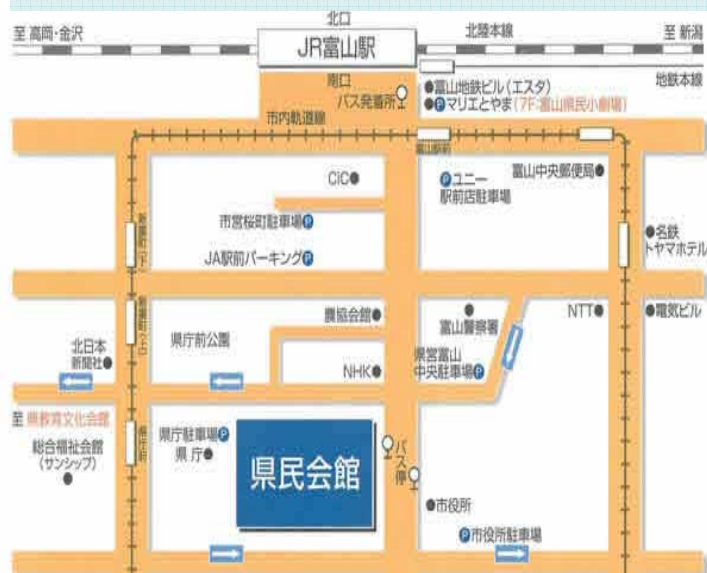 北口
至 高岡・金沢
JR富山駅
北陸本線
至 新潟
南口
バス発着所
地鉄本線
富山地鉄ビル(エスタ)
P マリエとやま(7F:富山県民小劇場)
市内軌道線
富山駅前
CiC
P ユニー
駅前店駐車場
富山中央郵便局
市営桜町駐車場 P
JA駅前パーキング P
新富町(下)
名鉄
トヤマホテル
新富町(上)
農協会館
富山警察署
NTT
電気ビル
北日本
新聞社
県庁前公園
NHK
県営富山
中央駐車場 P
至 県教育文化会館
県庁前
総合福祉会館
(サンシップ)
県庁駐車場 P
県庁
県民会館
バス停
市役所
P 市役所駐車場